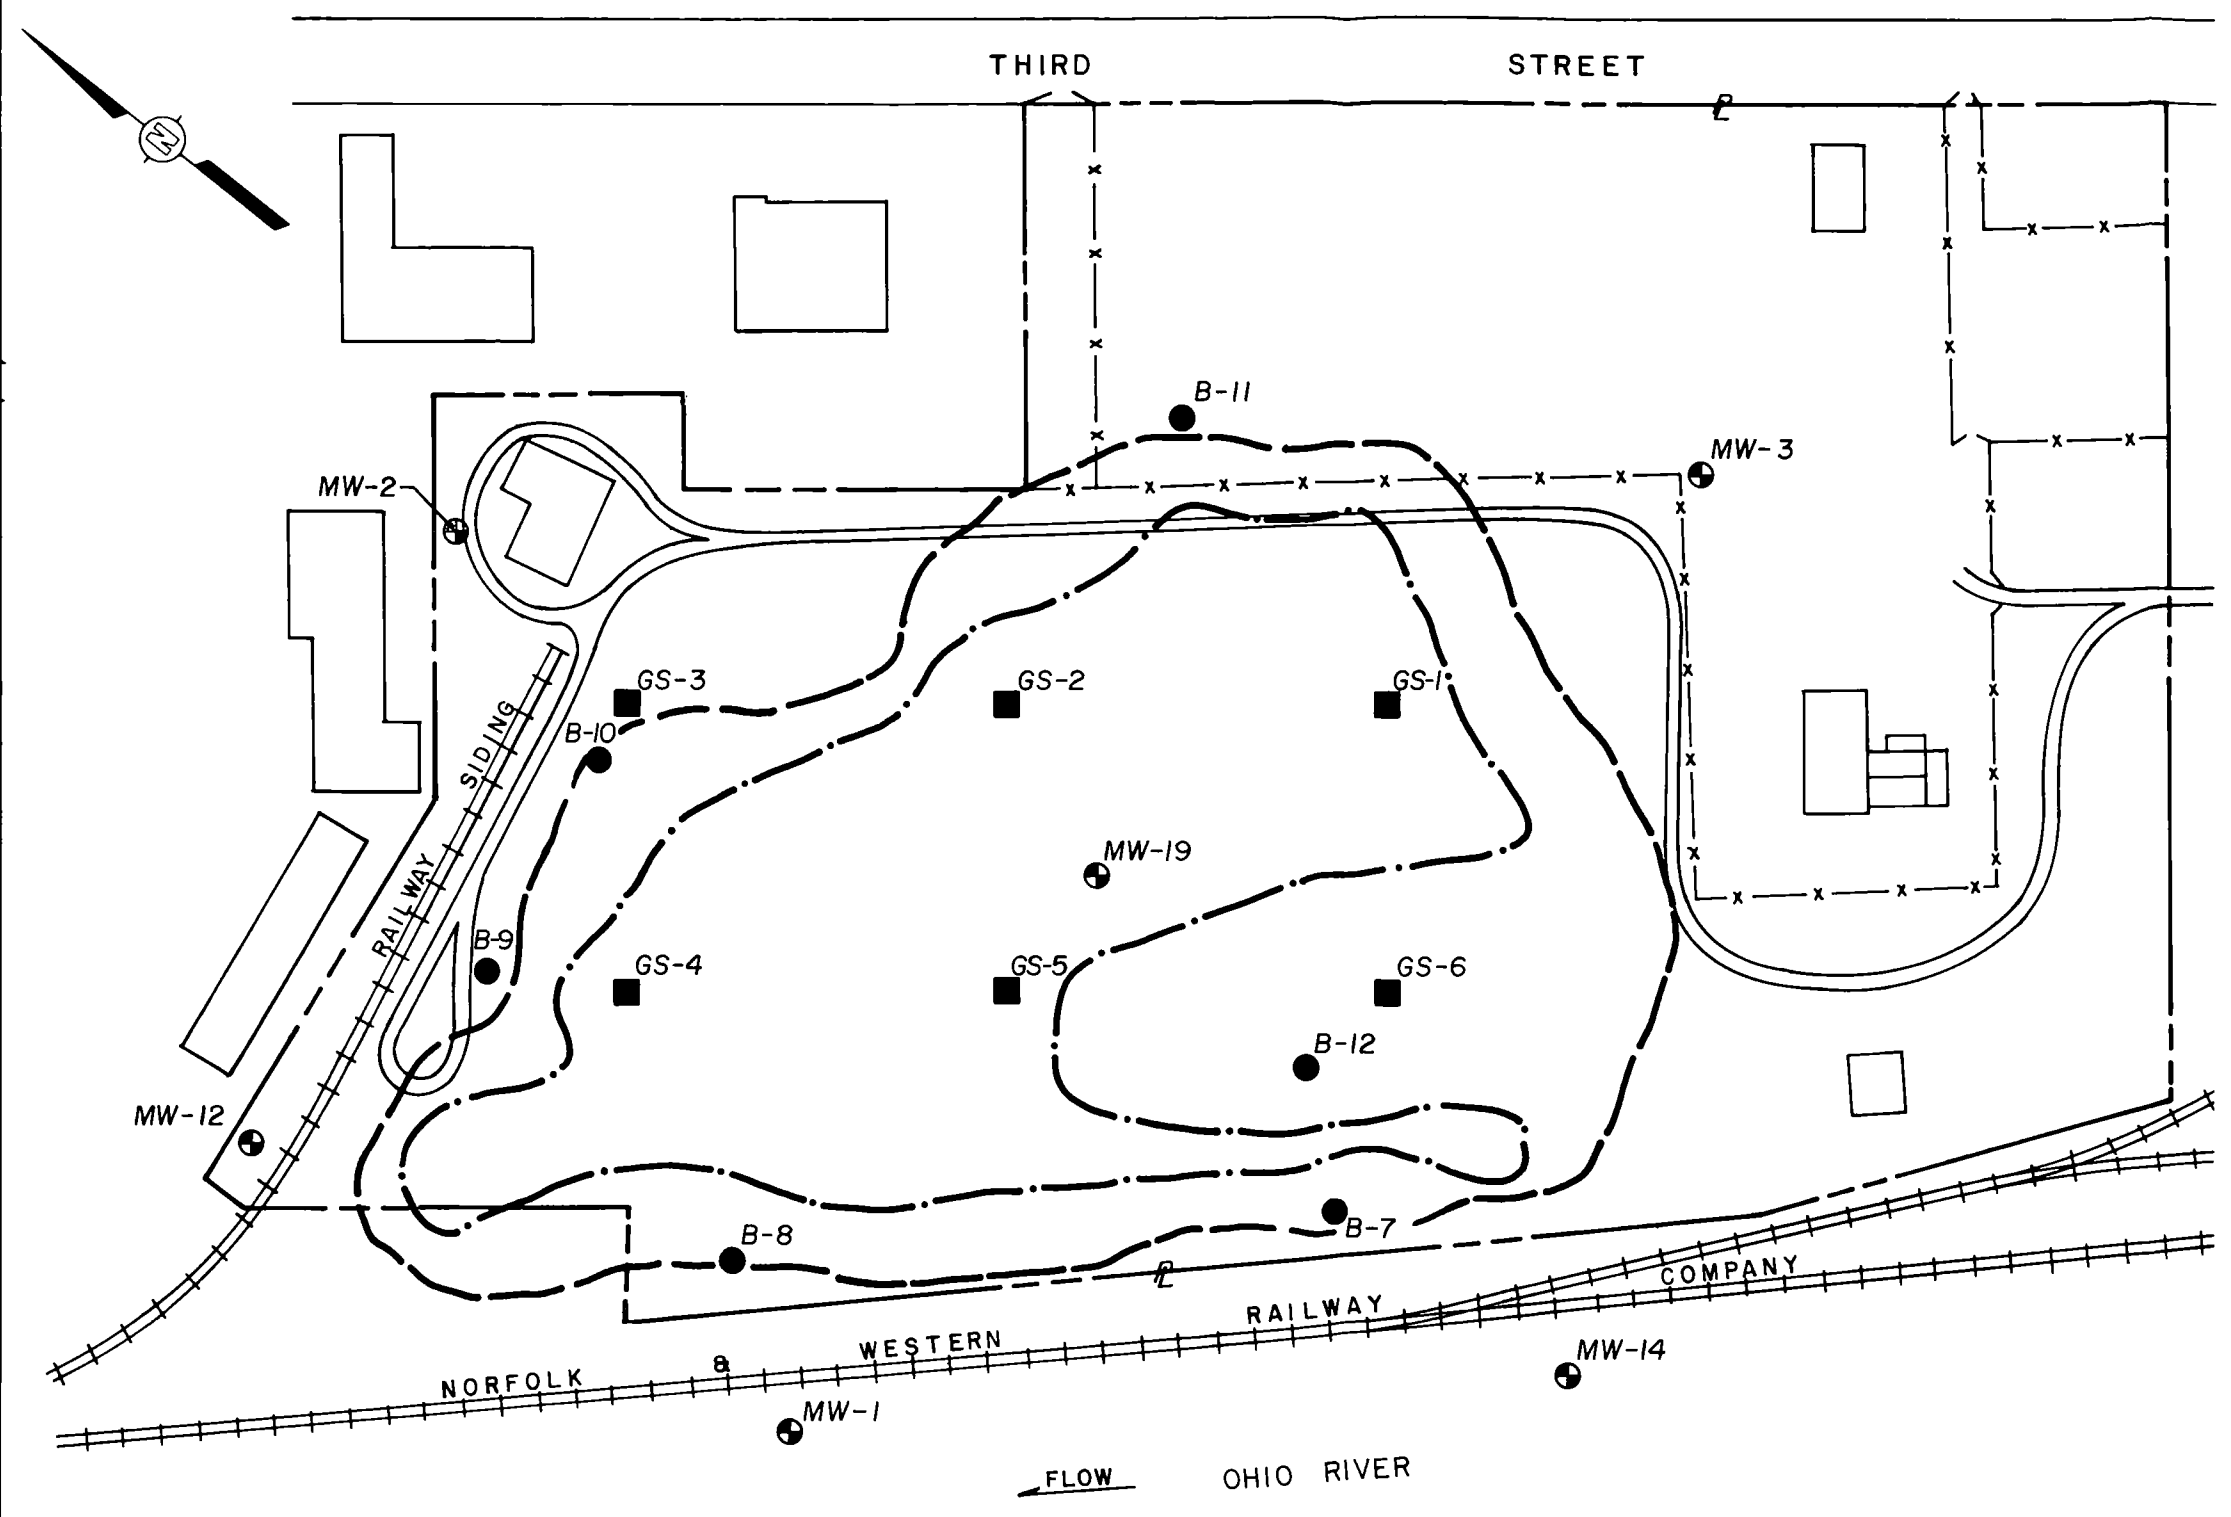 THIRD STREET
N
PL
B-11
MW-3
MW-2
GS-3
GS-2
GS-1
B-10
RAILWAY SIDING
MW-19
B-9
GS-4
GS-5
GS-6
B-12
MW-12
B-7
B-8
PL
NORFOLK & WESTERN RAILWAY COMPANY
MW-14
MW-1
FLOW
OHIO RIVER